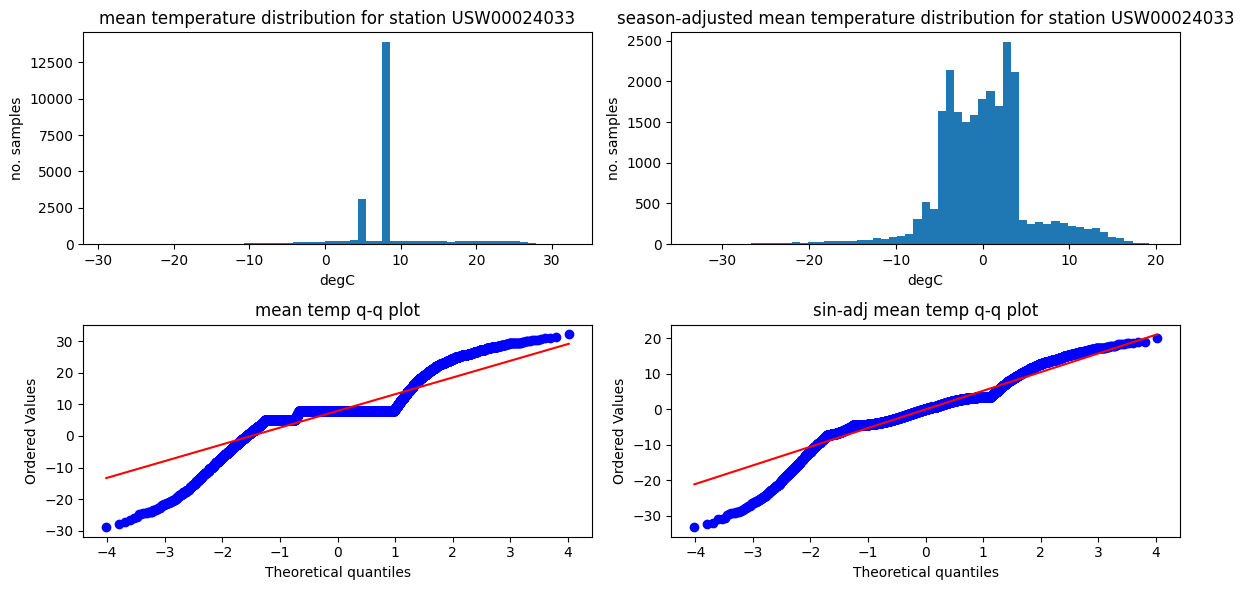 mean temperature distribution for station USW00024033
no. samples
12500
10000
7500
5000
2500
0
−30 −20 −10 0 10 20 30
degC
season-adjusted mean temperature distribution for station USW00024033
no. samples
2500
2000
1500
1000
500
0
−30 −20 −10 0 10 20
degC
mean temp q-q plot
Ordered Values
30
20
10
0
−10
−20
−30
−4 −3 −2 −1 0 1 2 3 4
Theoretical quantiles
sin-adj mean temp q-q plot
Ordered Values
20
10
0
−10
−20
−30
−4 −3 −2 −1 0 1 2 3 4
Theoretical quantiles